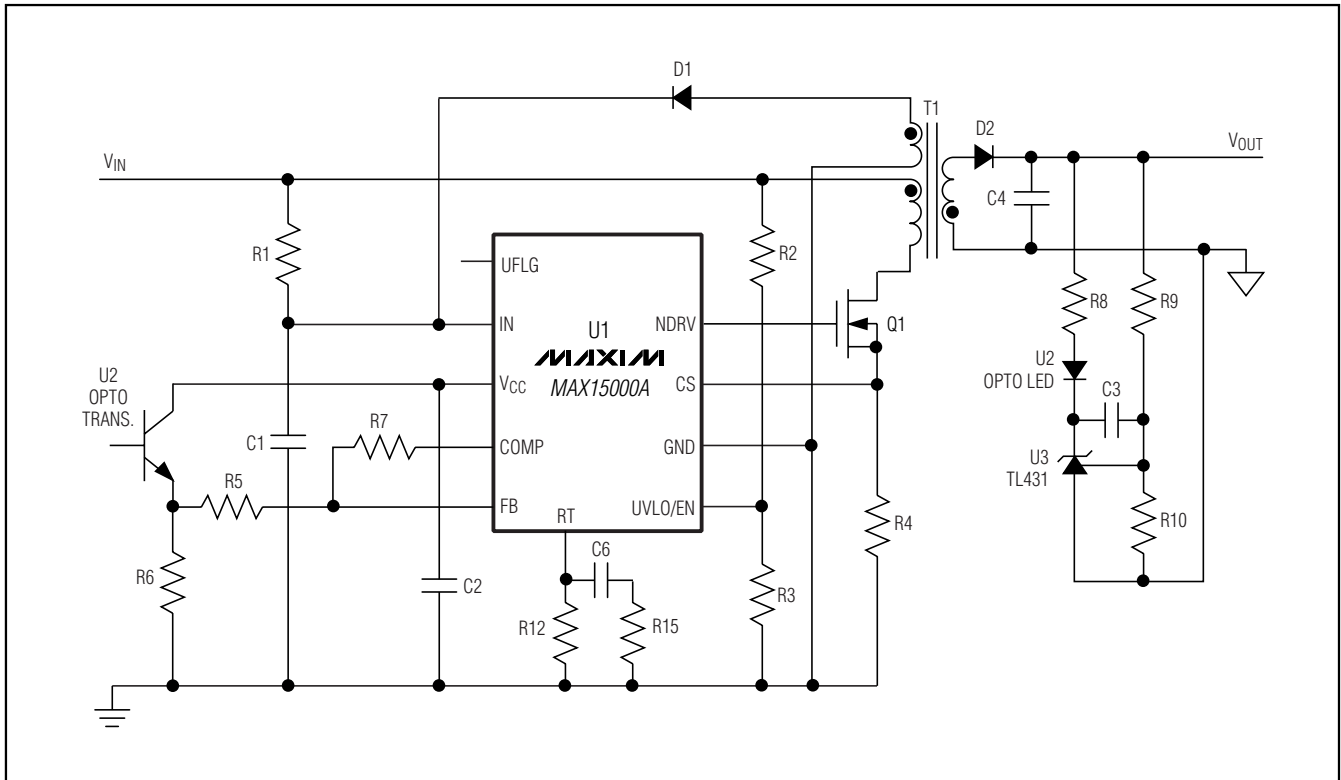 D1
T1
D2
VIN
VOUT
C4
R1
UFLG
R2
R8
R9
IN
U1
NDRV
Q1
MAXIM
U2
OPTO
TRANS.
VCC
MAX15000A
CS
U2
OPTO LED
C3
C1
R7
COMP
GND
U3
TL431
R5
FB
RT
UVLO/EN
R4
R10
R6
C2
C6
R3
R12
R15